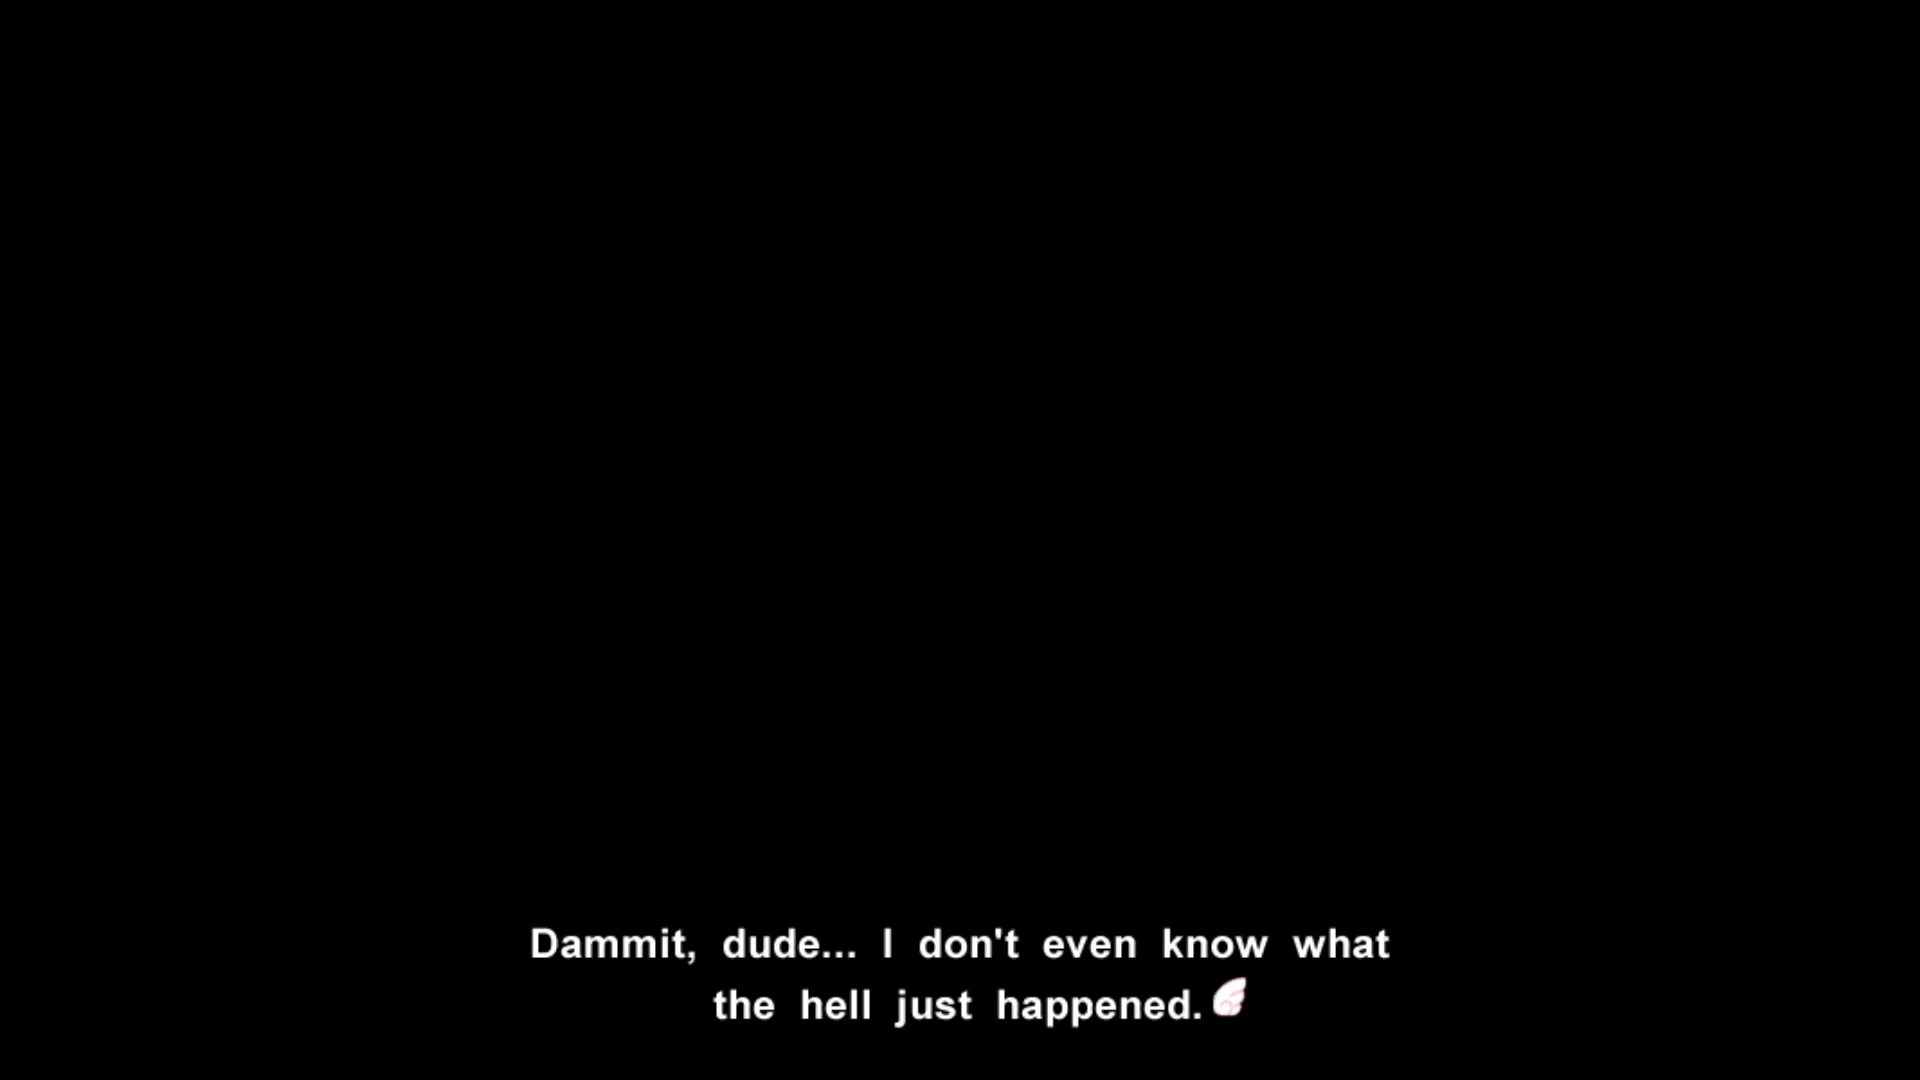 Dammit, dude... I don't even know what
the hell just happened.